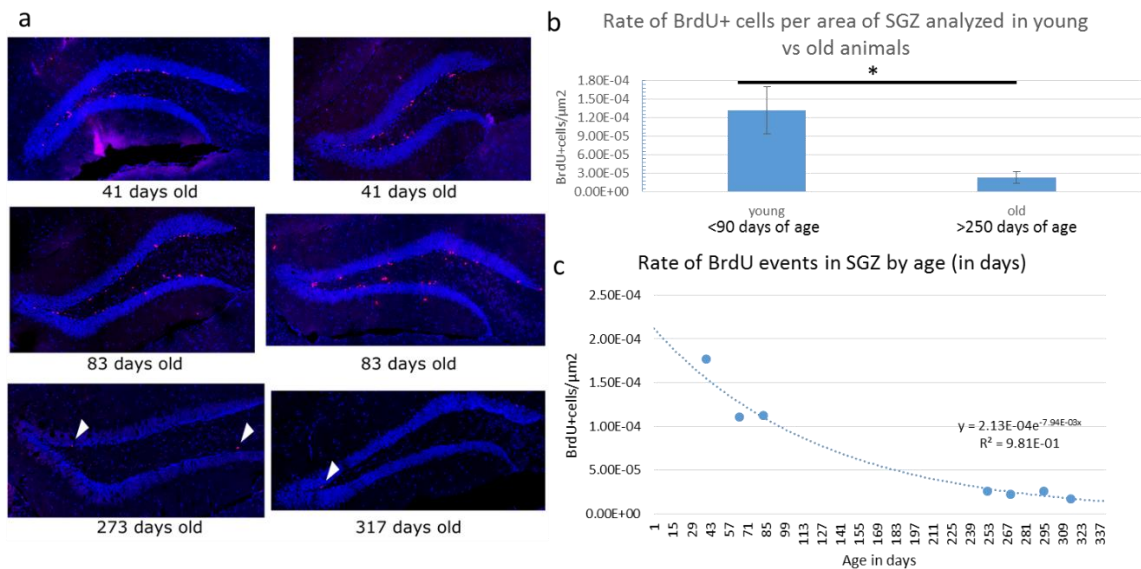 a
41 days old
41 days old
83 days old
83 days old
273 days old
317 days old
b
Rate of BrdU+ cells per area of SGZ analyzed in young
vs old animals
*
BrdU+cells/µm2
1.80E-04
1.50E-04
1.20E-04
9.00E-05
6.00E-05
3.00E-05
0.00E+00
young
old
<90 days of age
>250 days of age
c
Rate of BrdU events in SGZ by age (in days)
BrdU+cells/µm2
2.50E-04
2.00E-04
1.50E-04
1.00E-04
5.00E-05
0.00E+00
y = 2.13E-04e-7.94E-03x
R² = 9.81E-01
1 15 29 43 57 71 85 99 113 127 141 155 169 183 197 211 225 239 253 267 281 295 309 323 337
Age in days